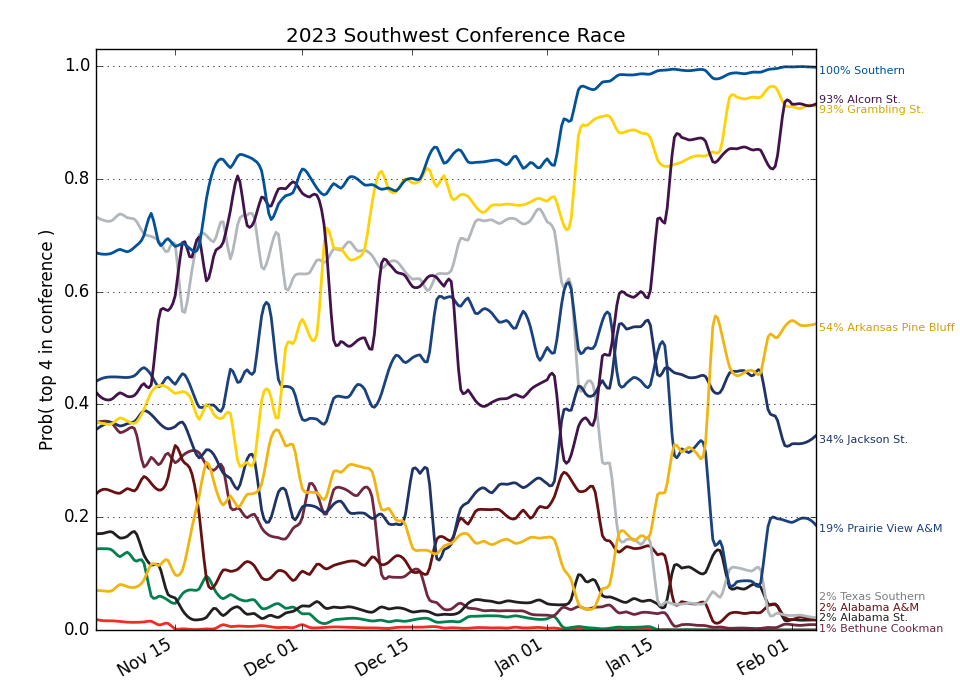 2023 Southwest Conference Race
Prob( top 4 in conference )
1.0
0.8
0.6
0.4
0.2
0.0
Nov 15
Dec 01
Dec 15
Jan 01
Jan 15
Feb 01
100% Southern
93% Alcorn St.
93% Grambling St.
54% Arkansas Pine Bluff
34% Jackson St.
19% Prairie View A&M
2% Texas Southern
2% Alabama A&M
2% Alabama St.
1% Bethune Cookman